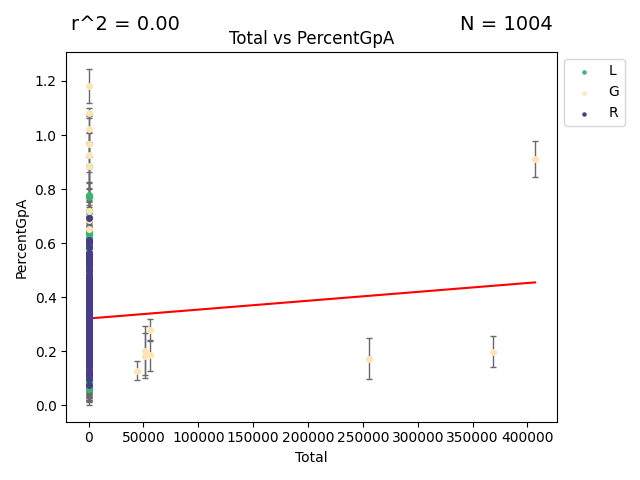 r^2 = 0.00
N = 1004
Total vs PercentGpA
L
G
R
1.2
1.0
0.8
0.6
0.4
0.2
0.0
PercentGpA
0 50000 100000 150000 200000 250000 300000 350000 400000
Total